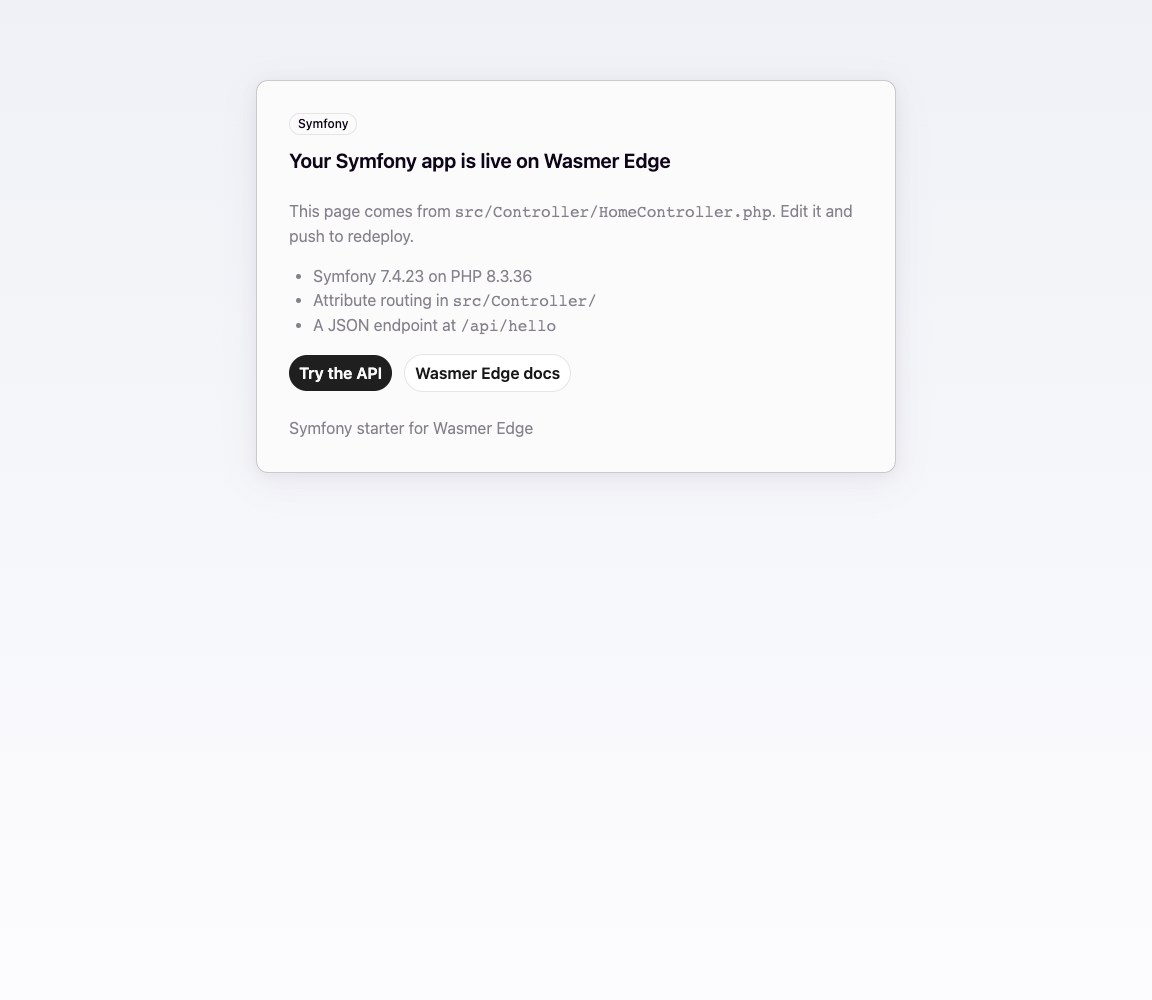 Symfony
Your Symfony app is live on Wasmer Edge
This page comes from src/Controller/HomeController.php. Edit it and
push to redeploy.
Symfony 7.4.23 on PHP 8.3.36
Attribute routing in src/Controller/
A JSON endpoint at /api/hello
Try the API Wasmer Edge docs
Symfony starter for Wasmer Edge